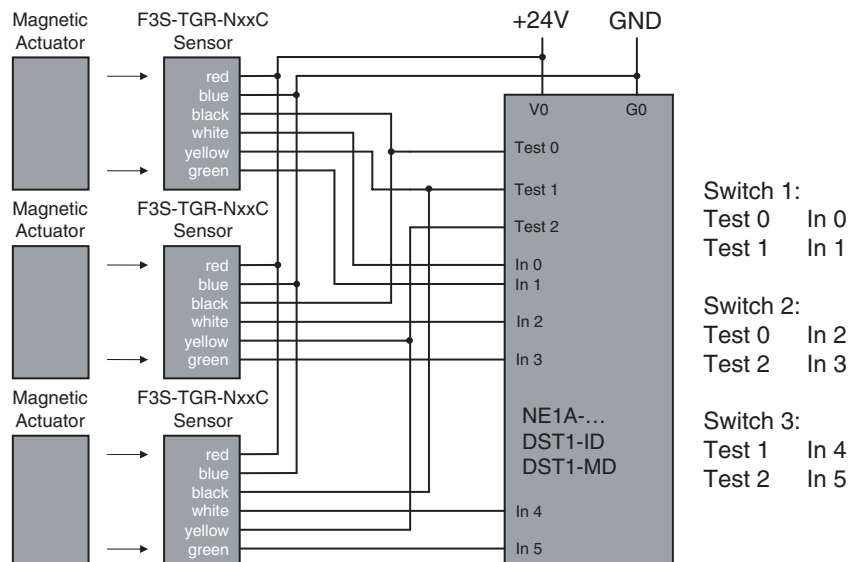 Magnetic
Actuator
F3S-TGR-NxxC
Sensor
red
blue
black
white
yellow
green
Magnetic
Actuator
F3S-TGR-NxxC
Sensor
red
blue
black
white
yellow
green
Magnetic
Actuator
F3S-TGR-NxxC
Sensor
red
blue
black
white
yellow
green
+24V GND
V0 G0
Test 0
Test 1
Test 2
In 0
In 1
In 2
In 3
NE1A-...
DST1-ID
DST1-MD
In 4
In 5
Switch 1:
Test 0 In 0
Test 1 In 1
Switch 2:
Test 0 In 2
Test 2 In 3
Switch 3:
Test 1 In 4
Test 2 In 5